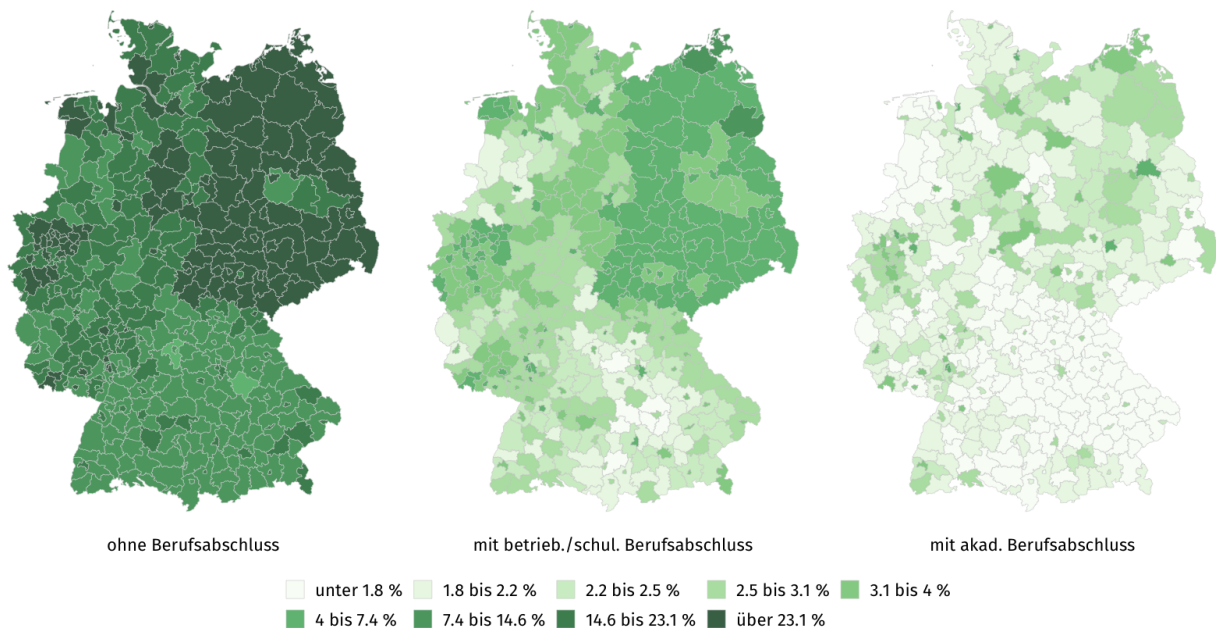 ohne Berufsabschluss
mit betrieb./schul. Berufsabschluss
mit akad. Berufsabschluss
unter 1.8 %
1.8 bis 2.2 %
2.2 bis 2.5 %
2.5 bis 3.1 %
3.1 bis 4 %
4 bis 7.4 %
7.4 bis 14.6 %
14.6 bis 23.1 %
über 23.1 %